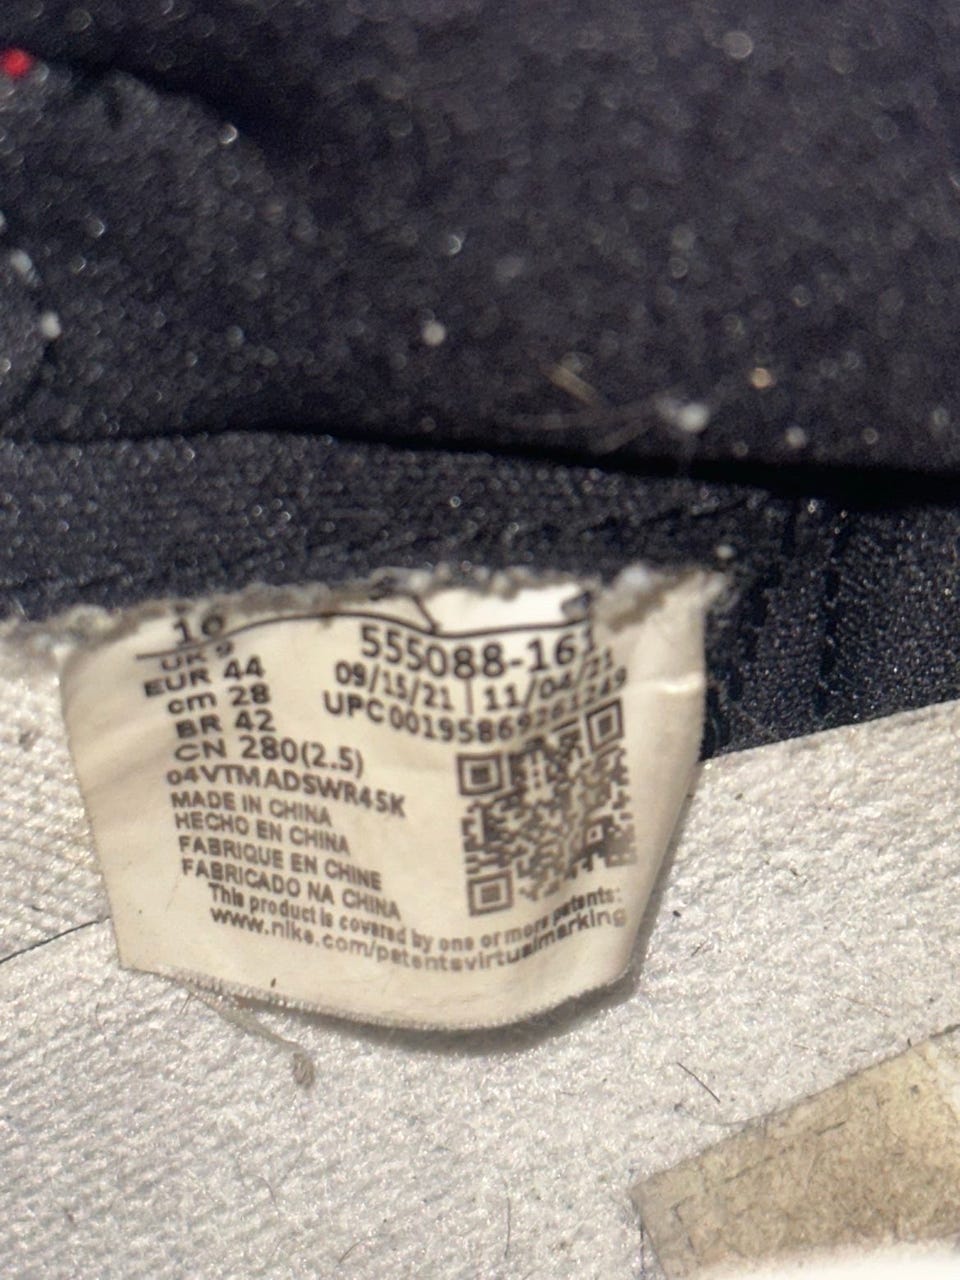 10
UK 9
EUR 44
cm 28
BR 42
CN 280(2.5)
04VTMADSWR4SK
555088-161
09/15/21 11/04/21
UPC00195869261249
MADE IN CHINA
HECHO EN CHINA
FABRIQUE EN CHINE
FABRICADO NA CHINA
This product is covered by one or more patents:
www.nike.com/patentsvirtualmarking